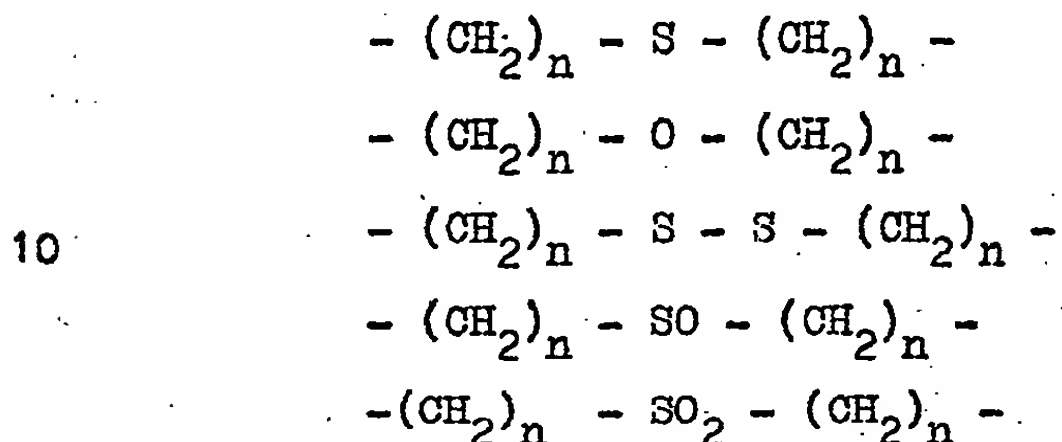 - (CH₂)ₙ - S - (CH₂)ₙ -
- (CH₂)ₙ - O - (CH₂)ₙ -
10 - (CH₂)ₙ - S - S - (CH₂)ₙ -
- (CH₂)ₙ - SO - (CH₂)ₙ -
-(CH₂)ₙ - SO₂ - (CH₂)ₙ -